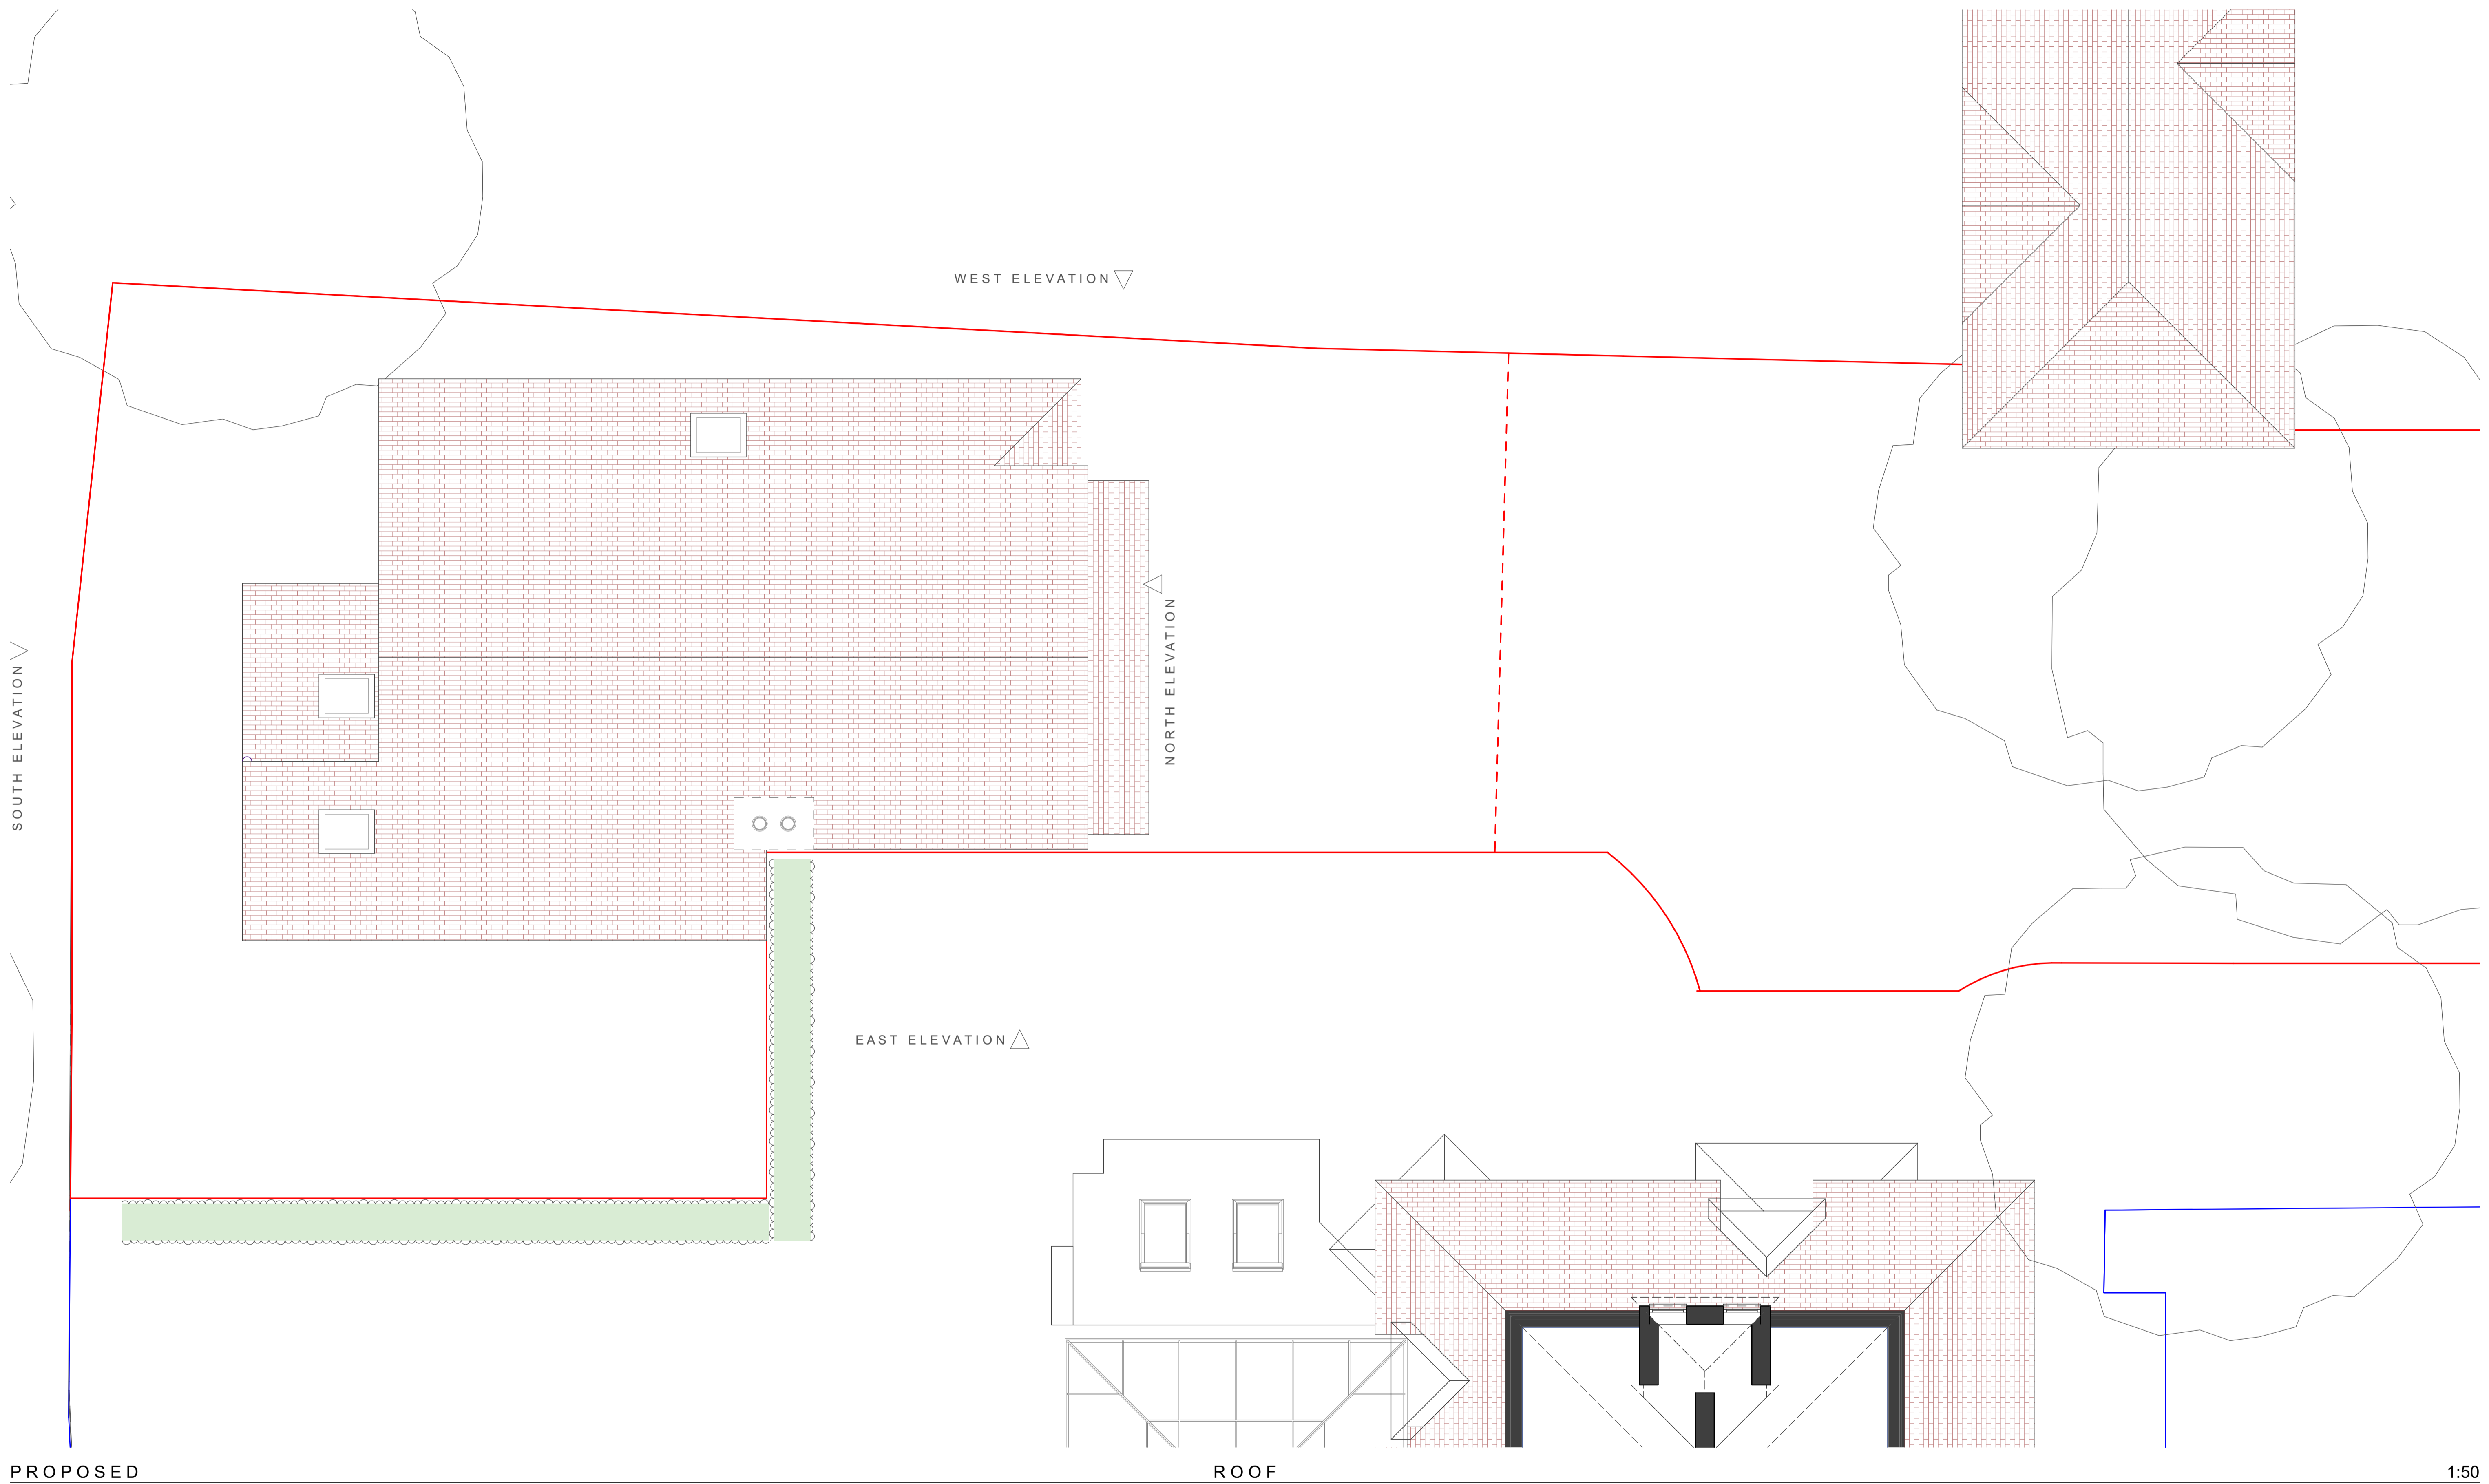 WEST ELEVATION
NORTH ELEVATION
SOUTH ELEVATION
EAST ELEVATION
PROPOSED
ROOF
1:50